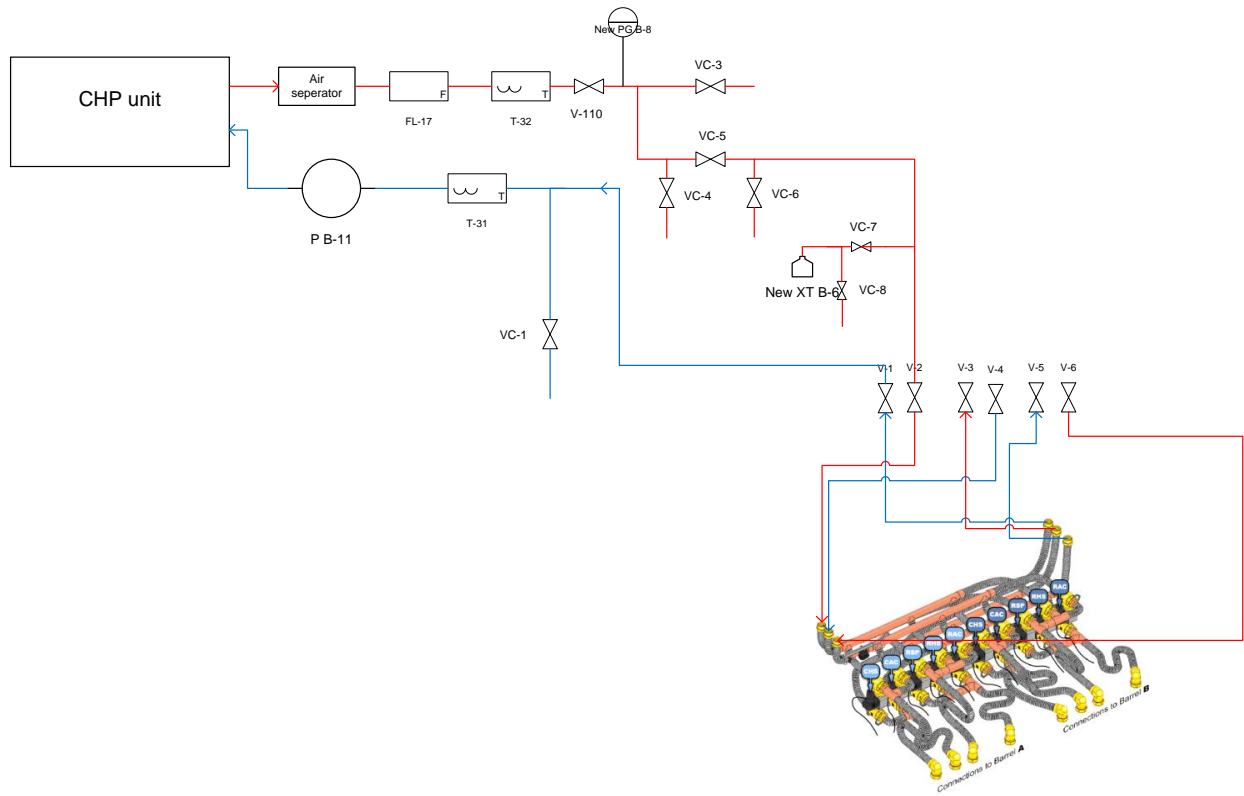 New PG B-8
VC-3
CHP unit
Air
seperator
F
T
FL-17
T-32
V-110
VC-5
VC-4
VC-6
T
T-31
P B-11
VC-7
New XT B-6
VC-8
VC-1
V-1
V-2
V-3
V-4
V-5
V-6
RAC
RHS
RSP
CAC
CHS
RAC
RHS
RSP
CAC
CHS
Connections to Barrel B
Connections to Barrel A